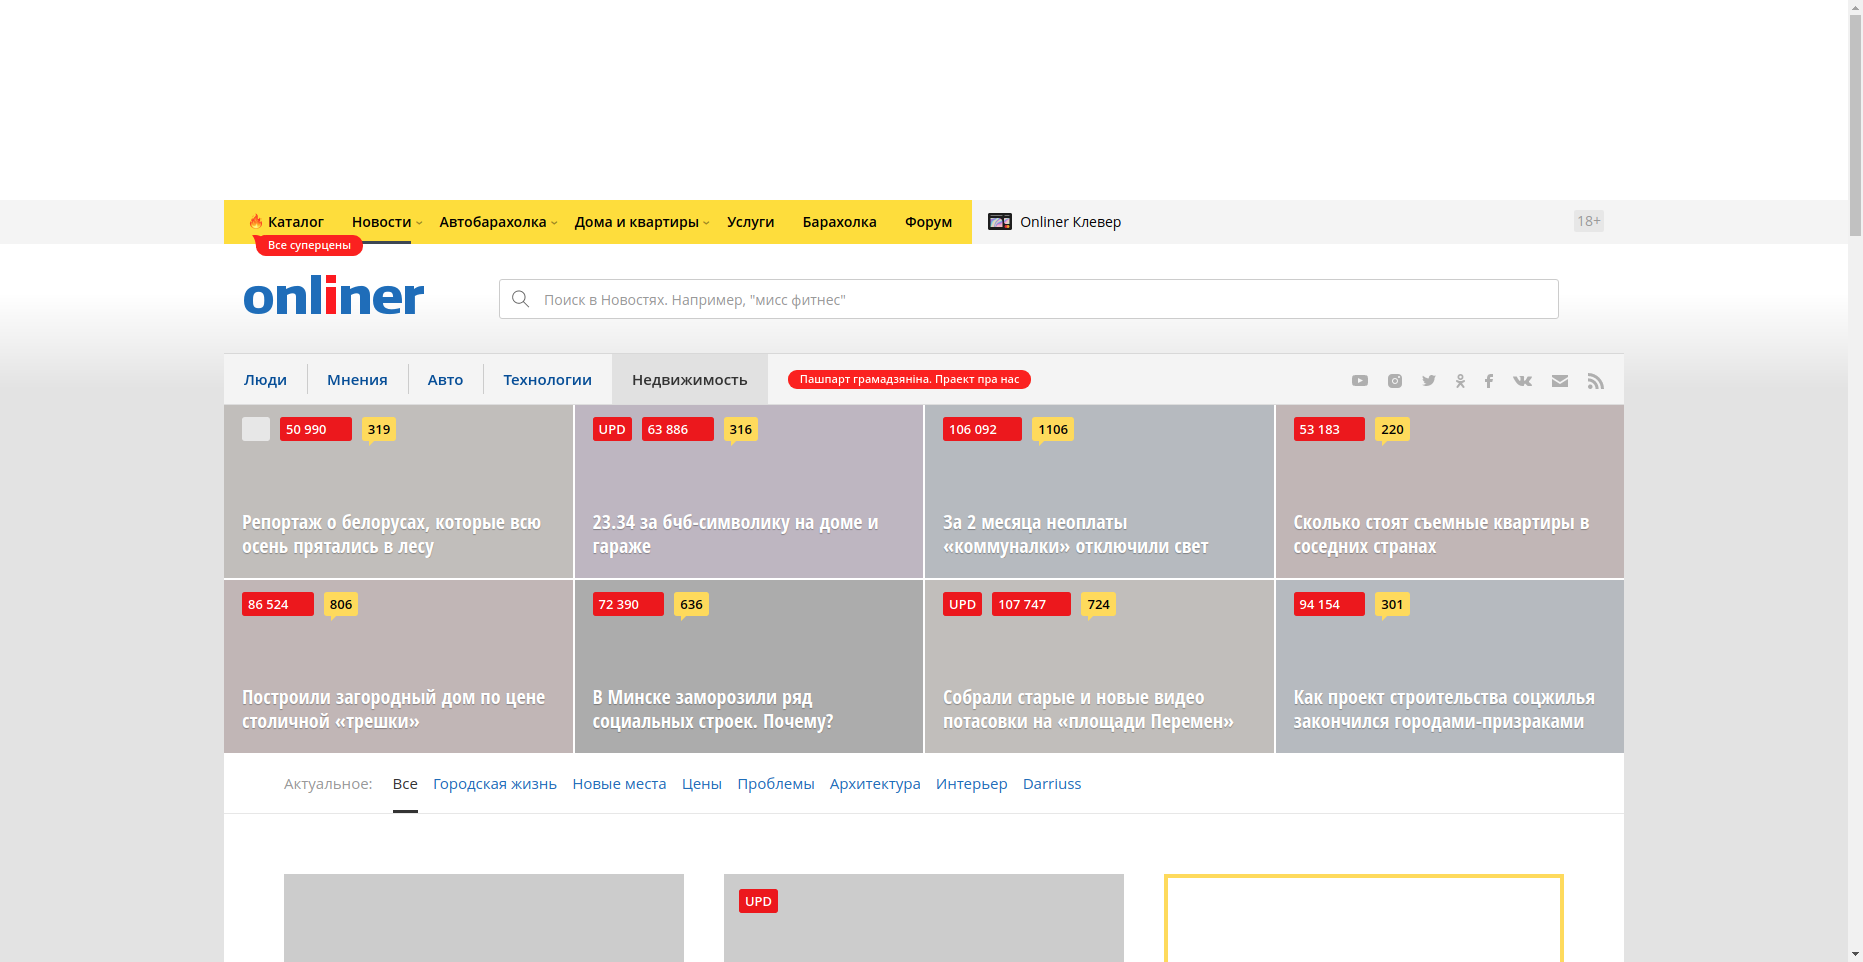 Каталог Новости Автобарахолка Дома и квартиры Услуги Барахолка Форум Onliner Клевер 18+
Все суперцены
onliner
Поиск в Новостях. Например, "мисс фитнес"
Люди Мнения Авто Технологии Недвижимость Пашпарт грамадзяніна. Праект пра нас
50 990 319
Репортаж о белорусах, которые всю
осень прятались в лесу
UPD 63 886 316
23.34 за бчб-символику на доме и
гараже
106 092 1106
За 2 месяца неоплаты
«коммуналки» отключили свет
53 183 220
Сколько стоят съемные квартиры в
соседних странах
86 524 806
Построили загородный дом по цене
столичной «трешки»
72 390 636
В Минске заморозили ряд
социальных строек. Почему?
UPD 107 747 724
Собрали старые и новые видео
потасовки на «площади Перемен»
94 154 301
Как проект строительства соцжилья
закончился городами-призраками
Актуальное: Все Городская жизнь Новые места Цены Проблемы Архитектура Интерьер Darriuss
UPD